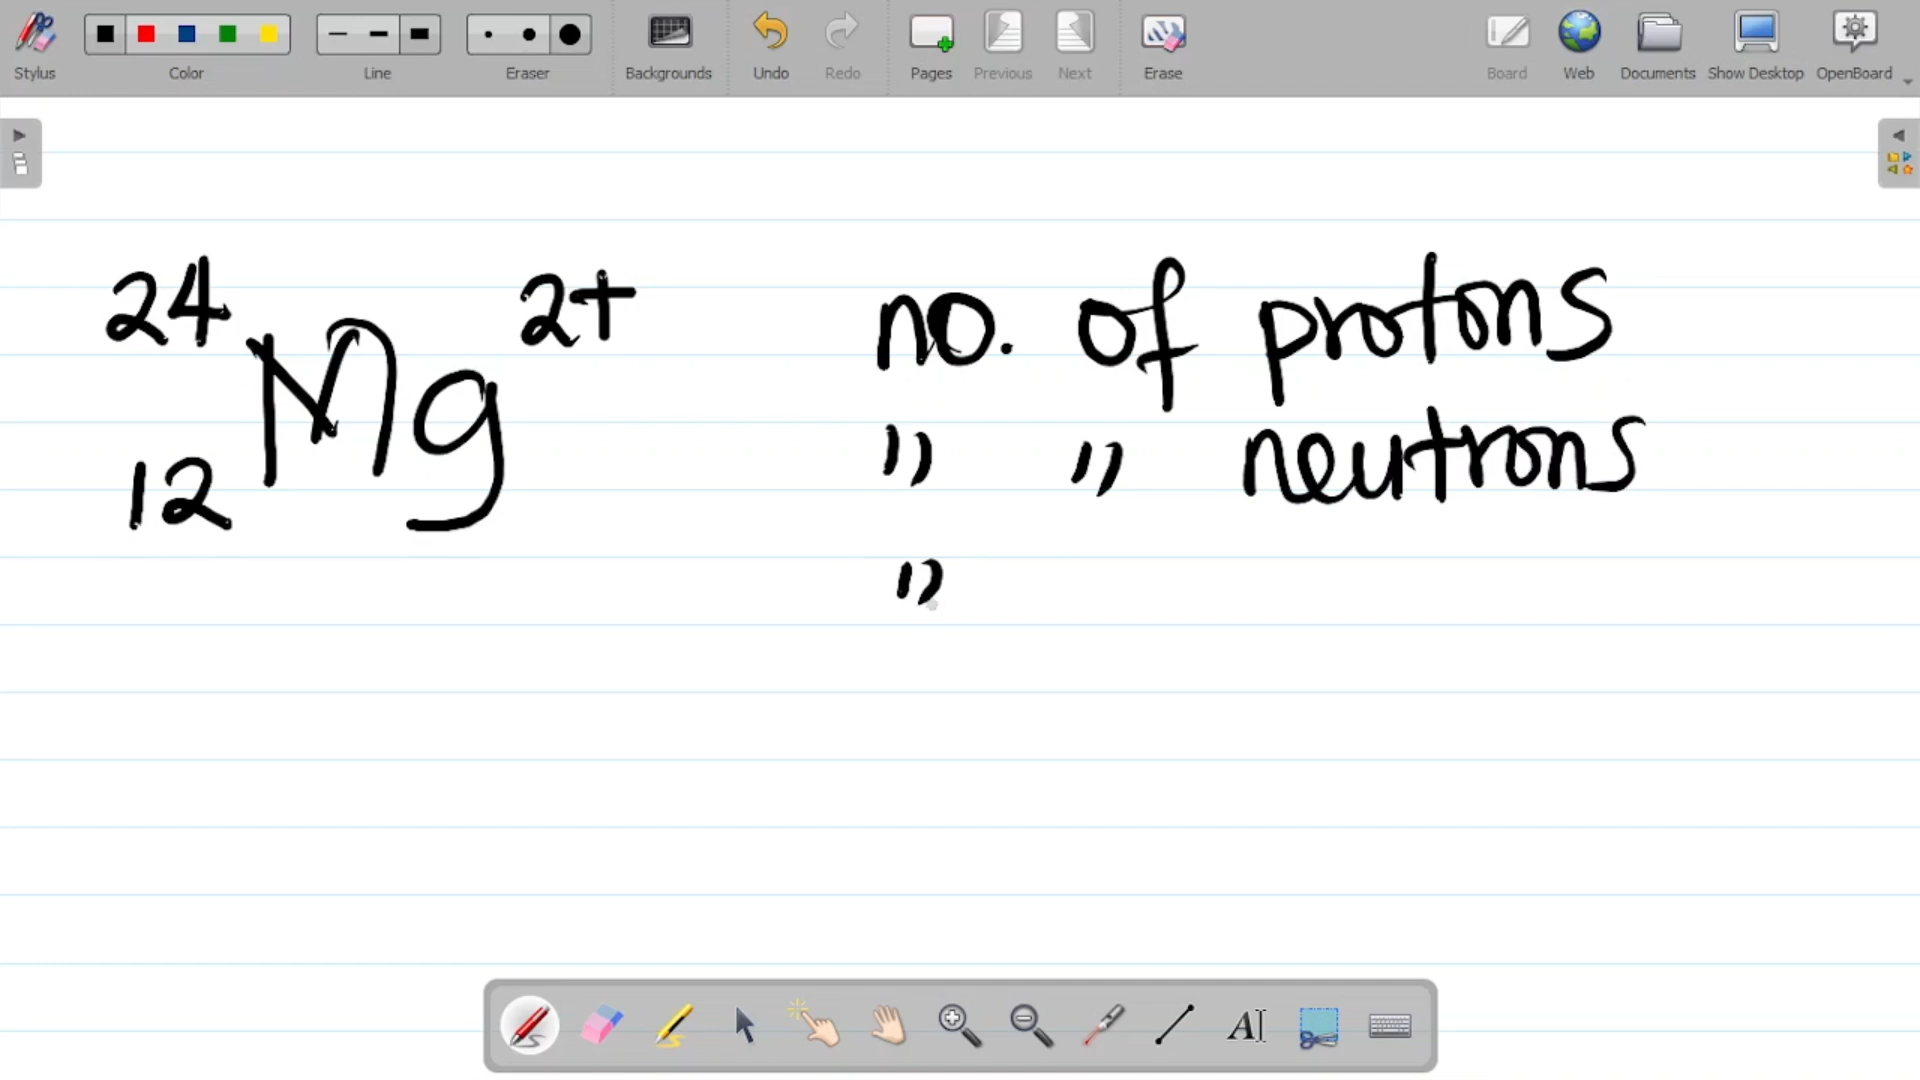 Stylus Color Line Eraser Backgrounds Undo Redo Pages Previous Next Erase Board Web Documents Show Desktop OpenBoard
24 Mg 2+
12
no. of protons
" " neutrons
"